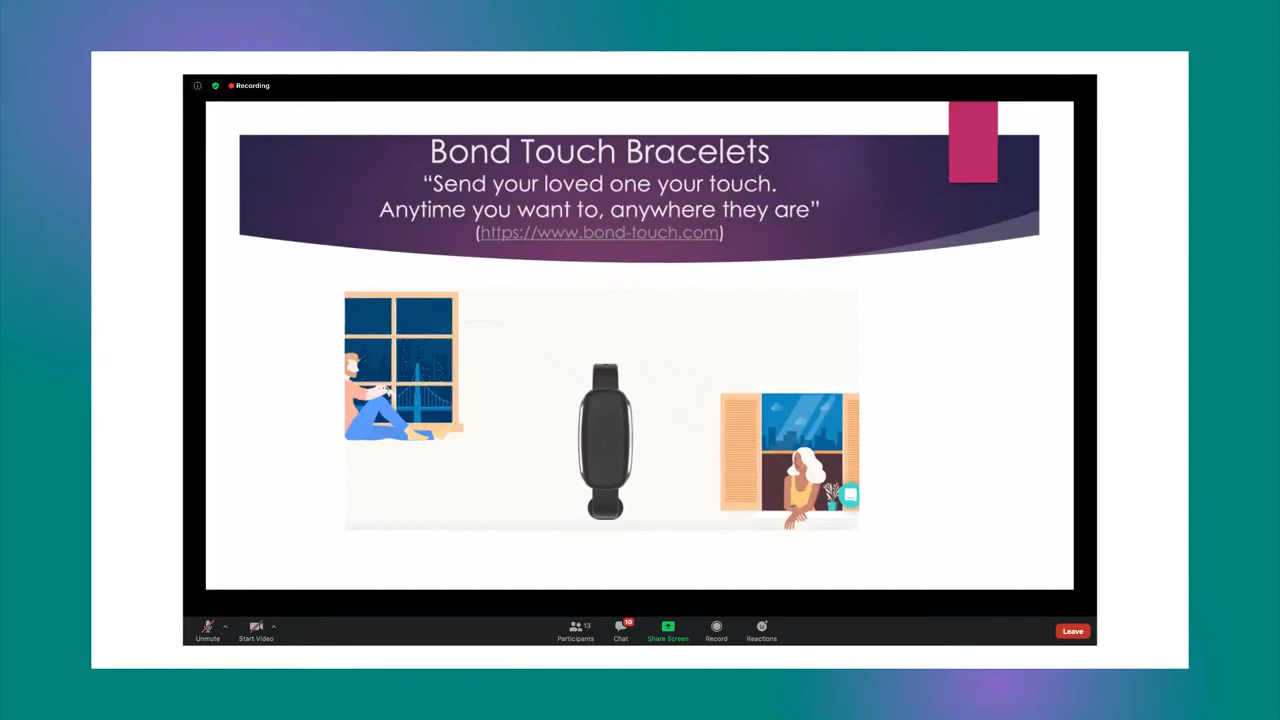 Recording
Bond Touch Bracelets
“Send your loved one your touch.
Anytime you want to, anywhere they are”
(https://www.bond-touch.com)
13
10
Unmute
Start Video
Participants
Chat
Share Screen
Record
Reactions
Leave